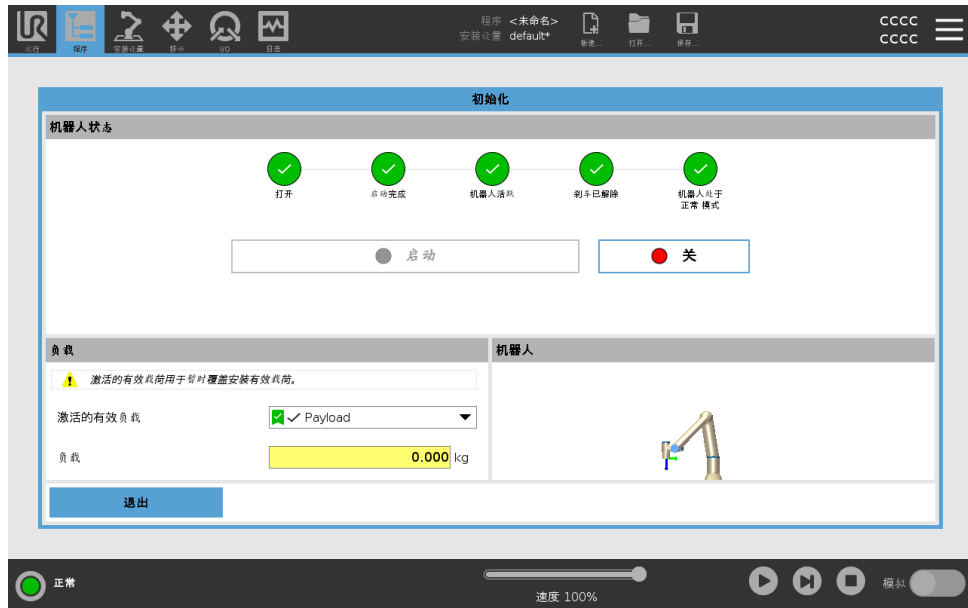 程序 <未命名>
安装设置 default*
CCCC
CCCC
运行
程序
安装设置
移动
I/O
日志
新建...
打开...
保存...
初始化
机器人状态
打开
启动完成
机器人活跃
刹车已解除
机器人处于
正常 模式
启动
关
负载
机器人
激活的有效载荷用于暂时覆盖安装有效载荷。
激活的有效负载
Payload
负载
0.000 kg
退出
正常
速度 100%
模拟